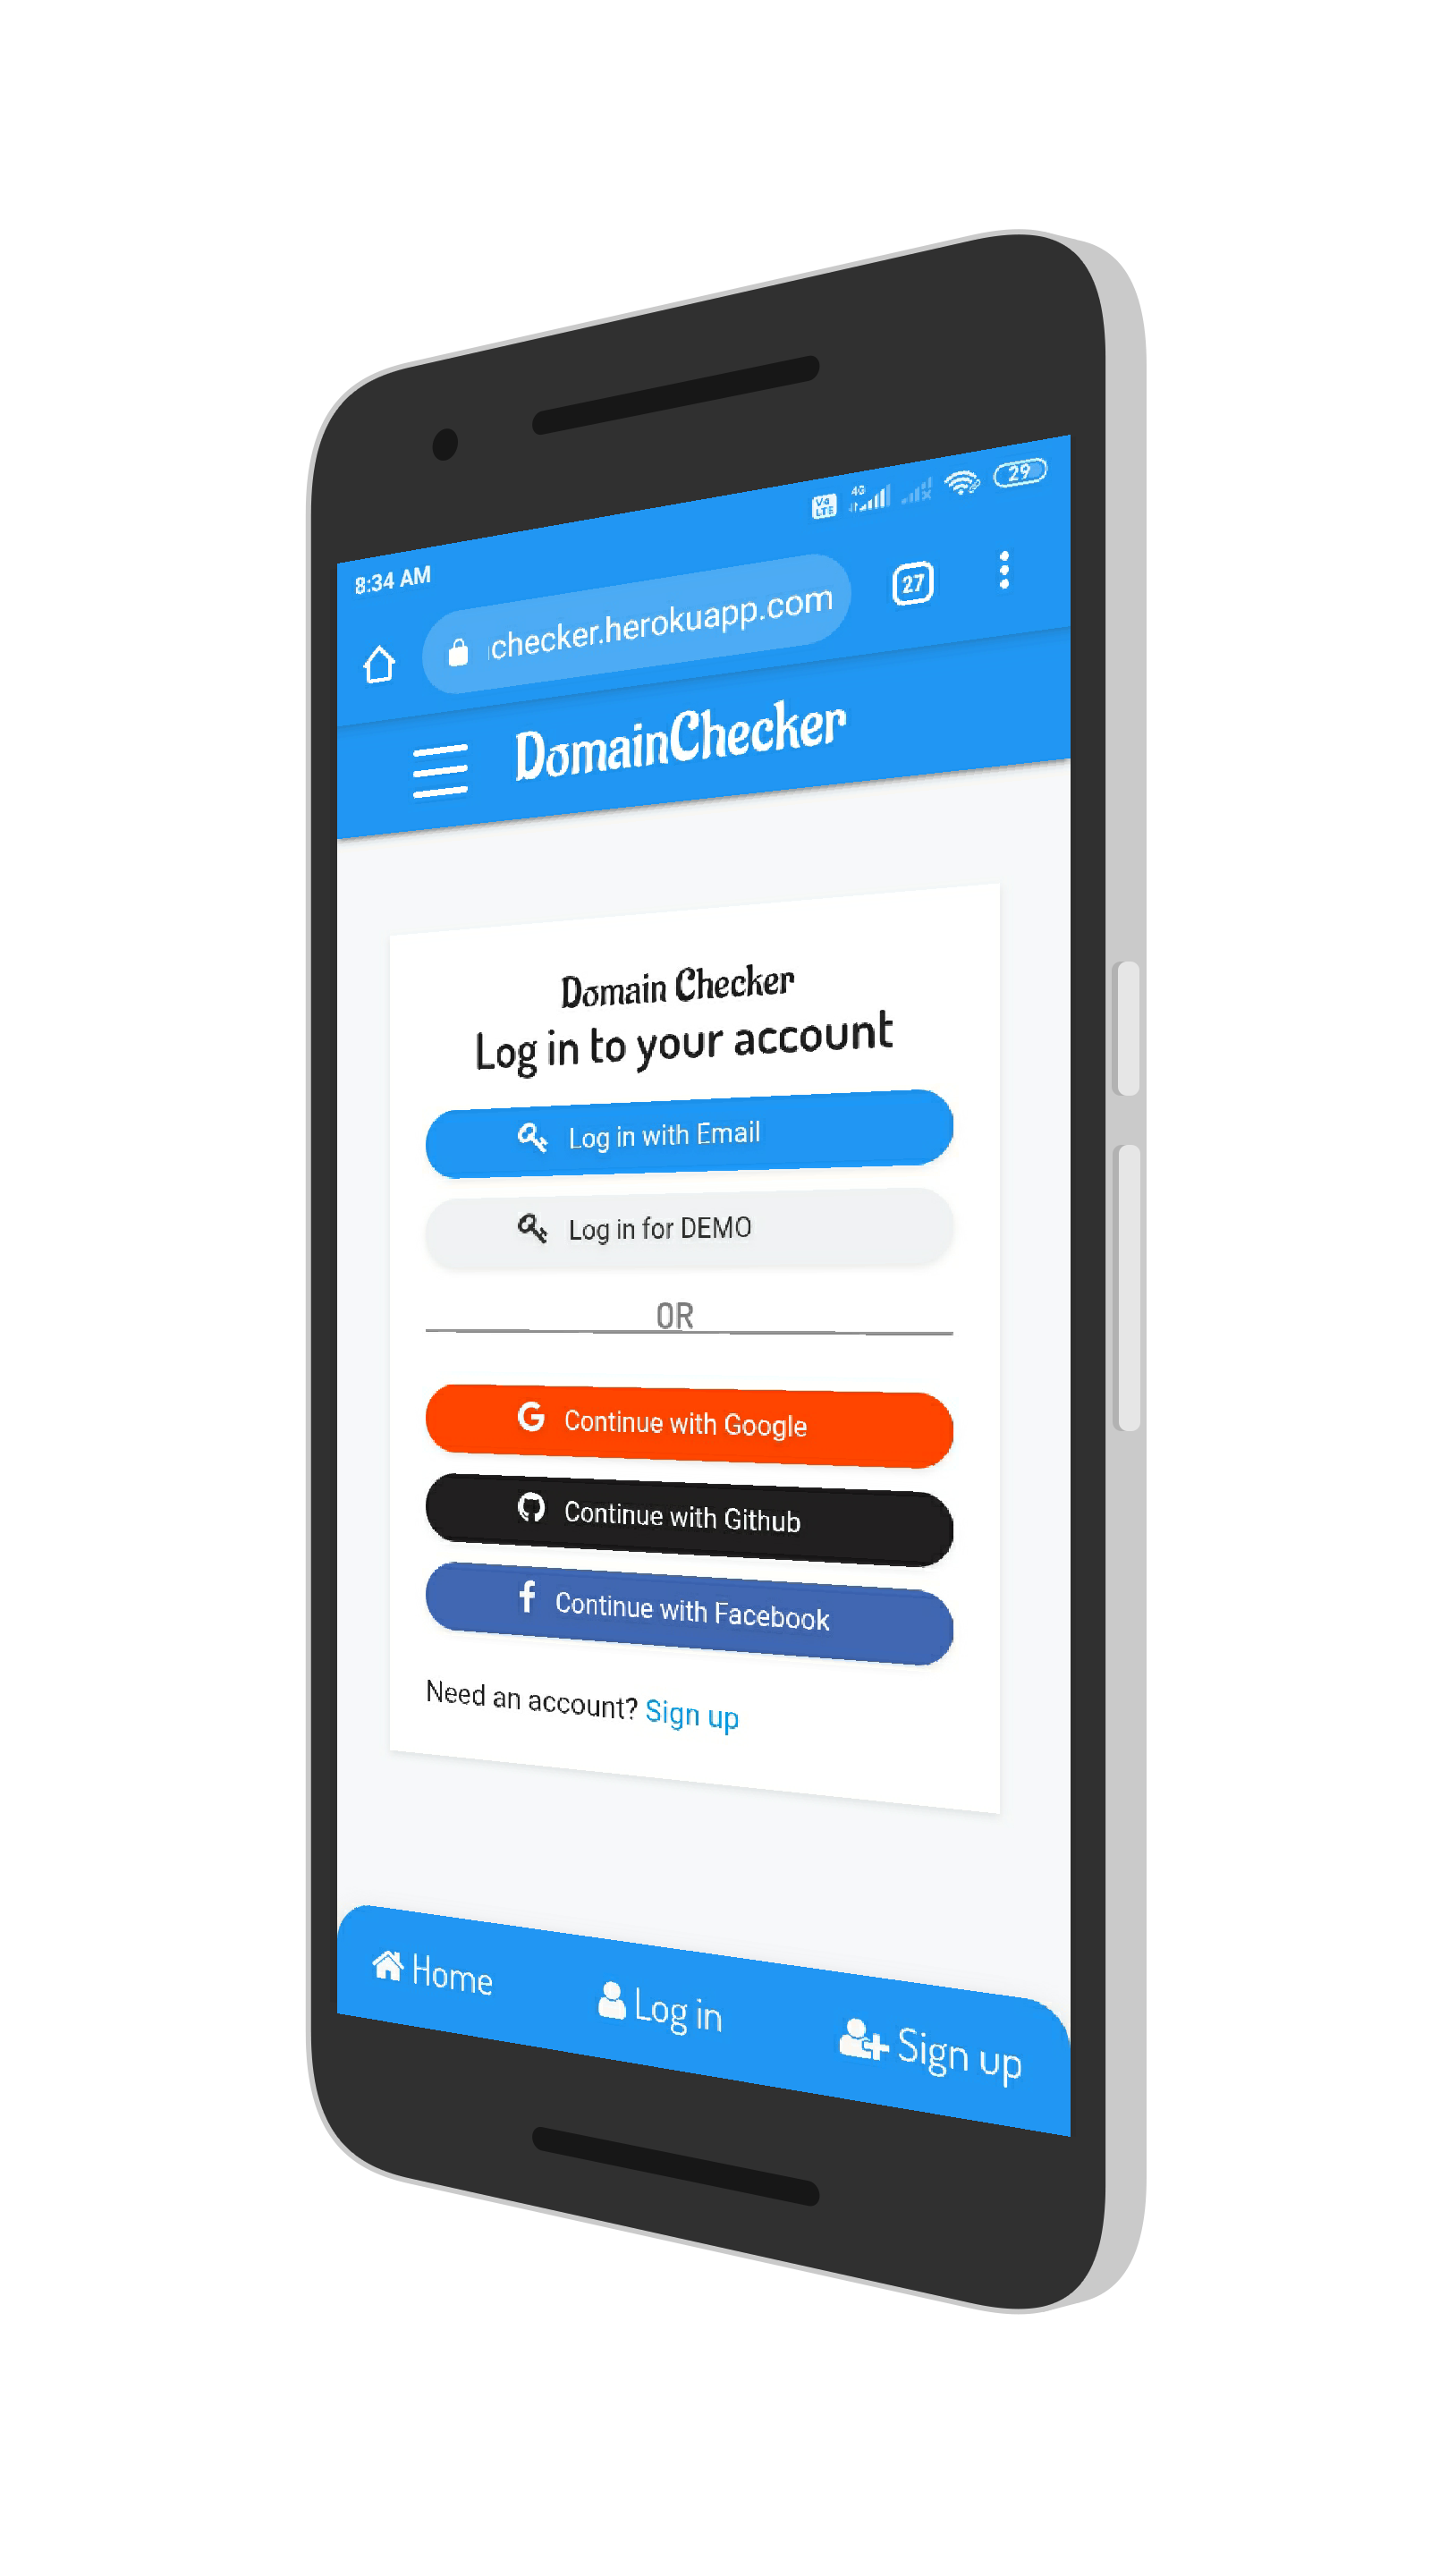 8:34 AM
Vo LTE 4G 29
checker.herokuapp.com
27
DomainChecker
Domain Checker
Log in to your account
Log in with Email
Log in for DEMO
OR
G Continue with Google
Continue with Github
f Continue with Facebook
Need an account? Sign up
Home
Log in
Sign up